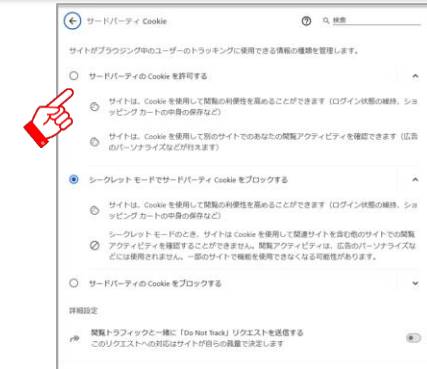 サードパーティ Cookie
検索
サイトがブラウジング中のユーザーのトラッキングに使用できる情報の種類を管理します。
サードパーティの Cookie を許可する
サイトは、Cookie を使用して閲覧の利便性を高めることができます（ログイン状態の維持、ショ
ッピング カートの中身の保存など）
サイトは、Cookie を使用して別のサイトでのあなたの閲覧アクティビティを確認できます（広告
のパーソナライズなどが行えます）
シークレット モードでサードパーティ Cookie をブロックする
サイトは、Cookie を使用して閲覧の利便性を高めることができます（ログイン状態の維持、ショ
ッピング カートの中身の保存など）
シークレット モードのとき、サイトは Cookie を使用して関連サイトを含む他のサイトでの閲覧
アクティビティを確認することができません。閲覧アクティビティは、広告のパーソナライズな
どには使用されません。一部のサイトで機能を使用できなくなる可能性があります。
サードパーティの Cookie をブロックする
詳細設定
閲覧トラフィックと一緒に「Do Not Track」リクエストを送信する
このリクエストへの対応はサイトが自らの裁量で決定します